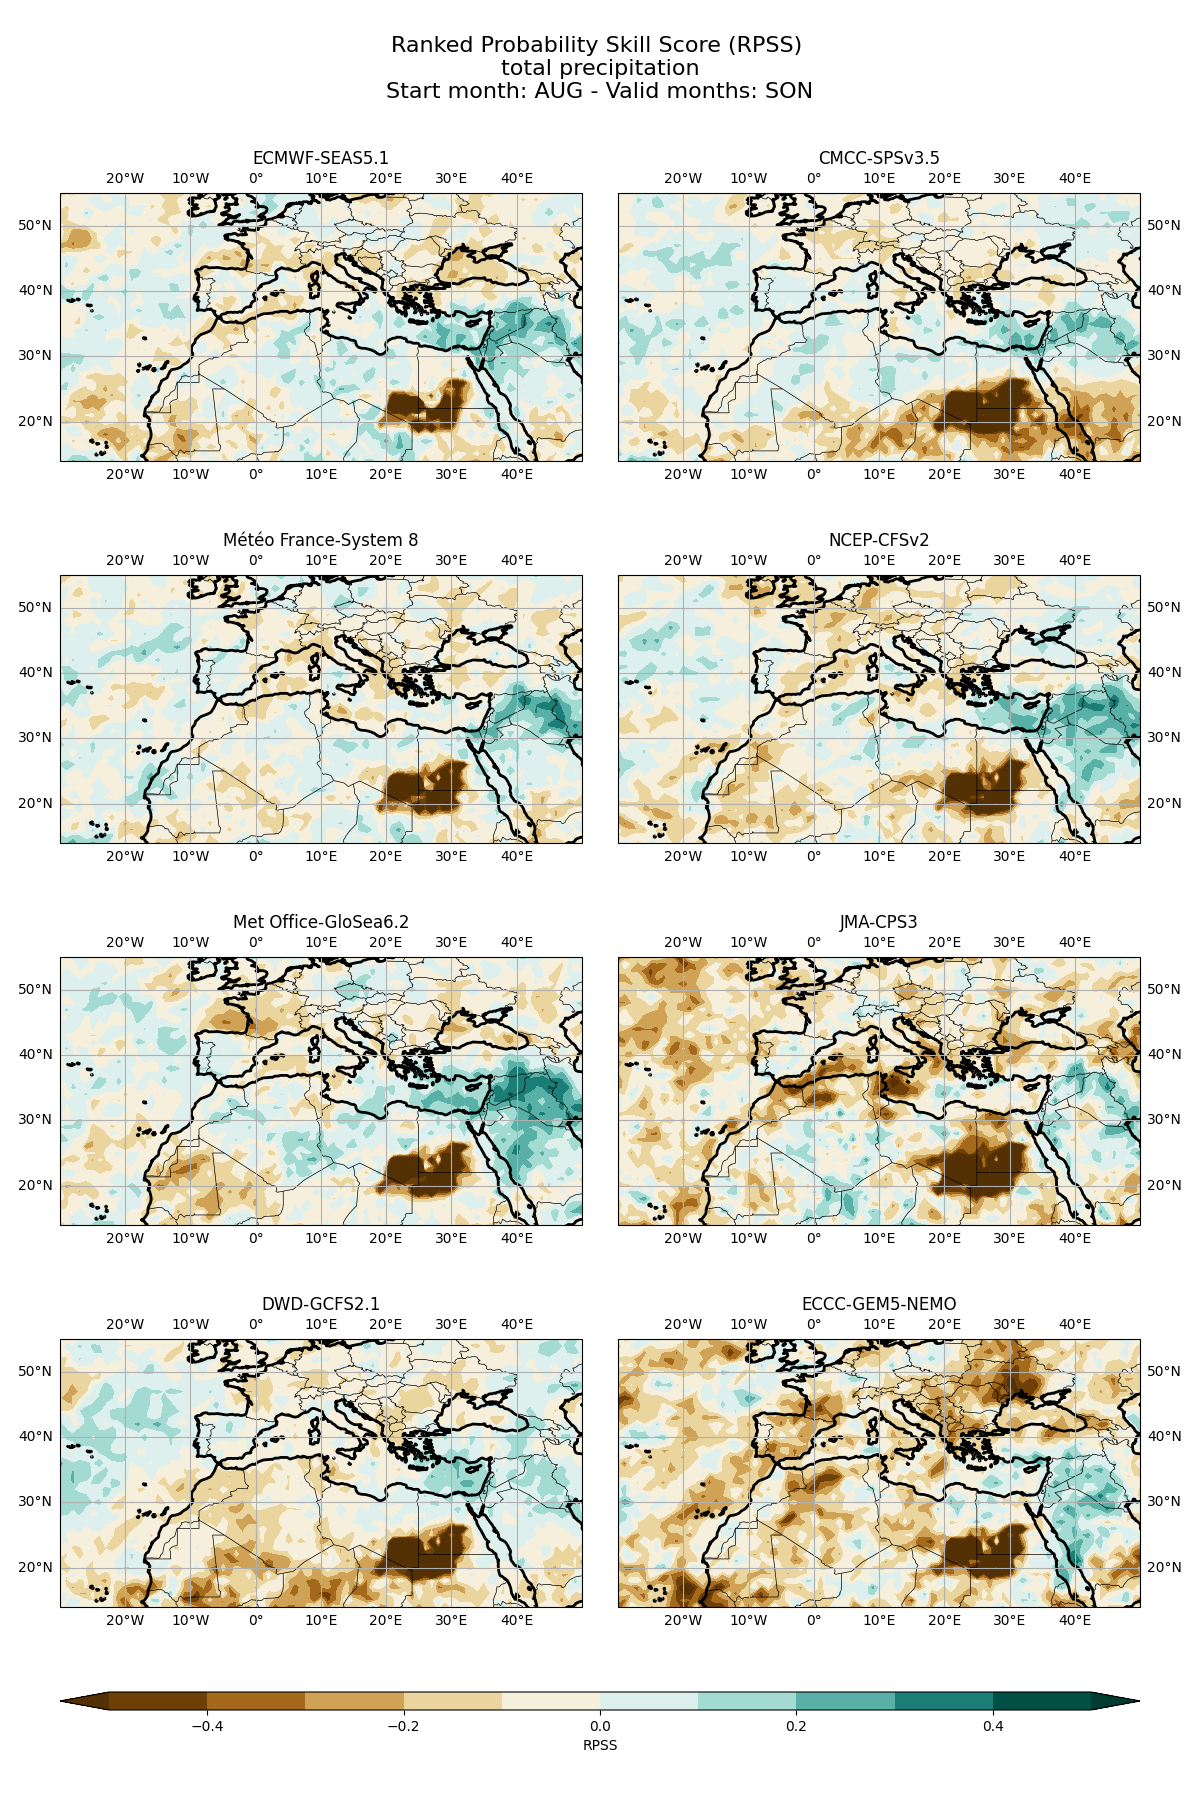 Ranked Probability Skill Score (RPSS)
total precipitation
Start month: AUG - Valid months: SON
ECMWF-SEAS5.1
20°W 10°W 0° 10°E 20°E 30°E 40°E
50°N
40°N
30°N
20°N
20°W 10°W 0° 10°E 20°E 30°E 40°E
CMCC-SPSv3.5
20°W 10°W 0° 10°E 20°E 30°E 40°E
50°N
40°N
30°N
20°N
20°W 10°W 0° 10°E 20°E 30°E 40°E
Météo France-System 8
20°W 10°W 0° 10°E 20°E 30°E 40°E
50°N
40°N
30°N
20°N
20°W 10°W 0° 10°E 20°E 30°E 40°E
NCEP-CFSv2
20°W 10°W 0° 10°E 20°E 30°E 40°E
50°N
40°N
30°N
20°N
20°W 10°W 0° 10°E 20°E 30°E 40°E
Met Office-GloSea6.2
20°W 10°W 0° 10°E 20°E 30°E 40°E
50°N
40°N
30°N
20°N
20°W 10°W 0° 10°E 20°E 30°E 40°E
JMA-CPS3
20°W 10°W 0° 10°E 20°E 30°E 40°E
50°N
40°N
30°N
20°N
20°W 10°W 0° 10°E 20°E 30°E 40°E
DWD-GCFS2.1
20°W 10°W 0° 10°E 20°E 30°E 40°E
50°N
40°N
30°N
20°N
20°W 10°W 0° 10°E 20°E 30°E 40°E
ECCC-GEM5-NEMO
20°W 10°W 0° 10°E 20°E 30°E 40°E
50°N
40°N
30°N
20°N
20°W 10°W 0° 10°E 20°E 30°E 40°E
−0.4 −0.2 0.0 0.2 0.4
RPSS